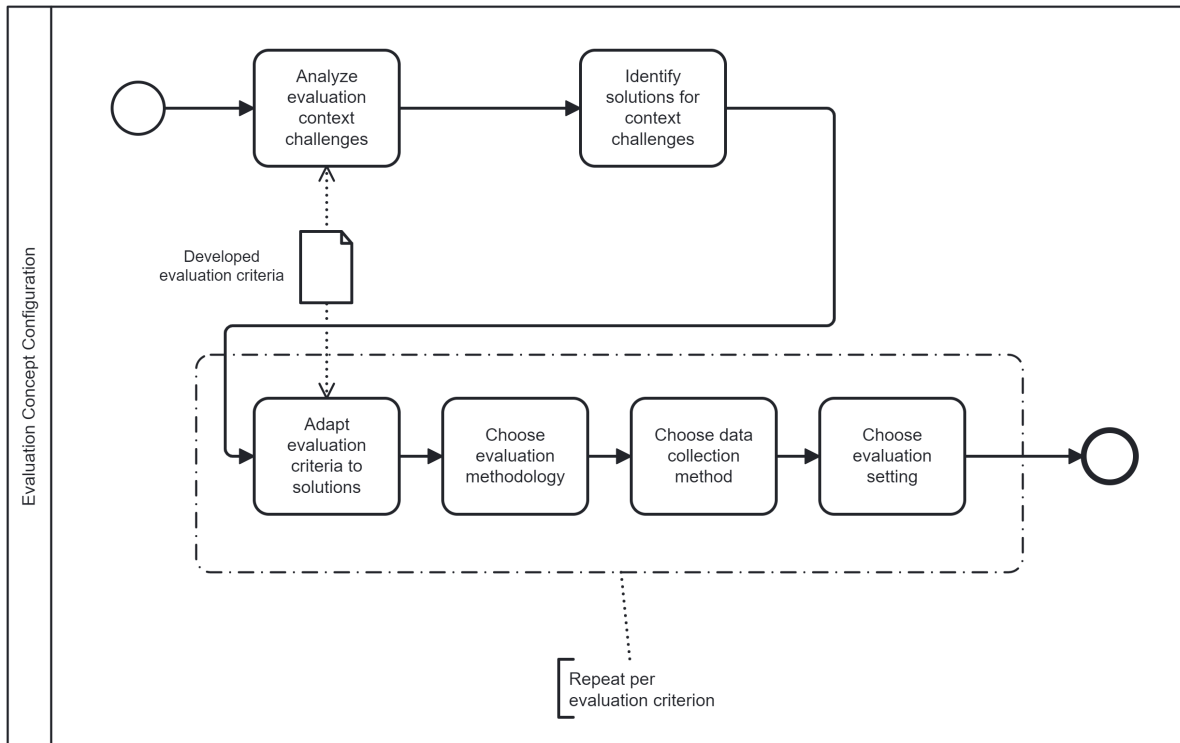 Evaluation Concept Configuration
Analyze
evaluation
context
challenges
Identify
solutions for
context
challenges
Developed
evaluation criteria
Adapt
evaluation
criteria to
solutions
Choose
evaluation
methodology
Choose data
collection
method
Choose
evaluation
setting
Repeat per
evaluation criterion